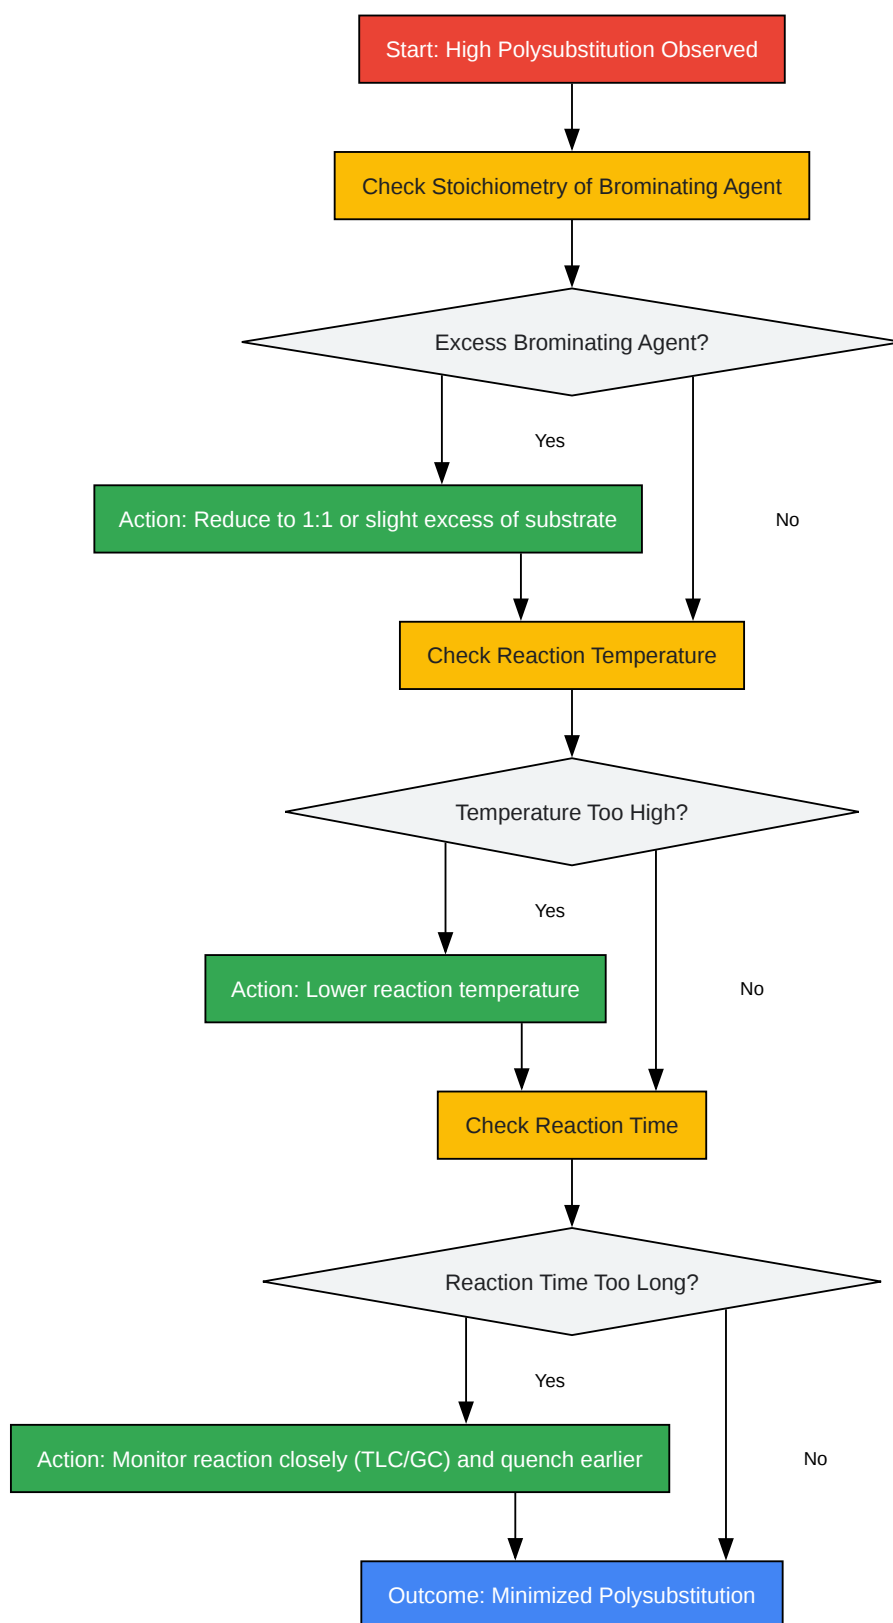 Start: High Polysubstitution Observed
Check Stoichiometry of Brominating Agent
Excess Brominating Agent?
Yes
Action: Reduce to 1:1 or slight excess of substrate
No
Check Reaction Temperature
Temperature Too High?
Yes
Action: Lower reaction temperature
No
Check Reaction Time
Reaction Time Too Long?
Yes
Action: Monitor reaction closely (TLC/GC) and quench earlier
No
Outcome: Minimized Polysubstitution